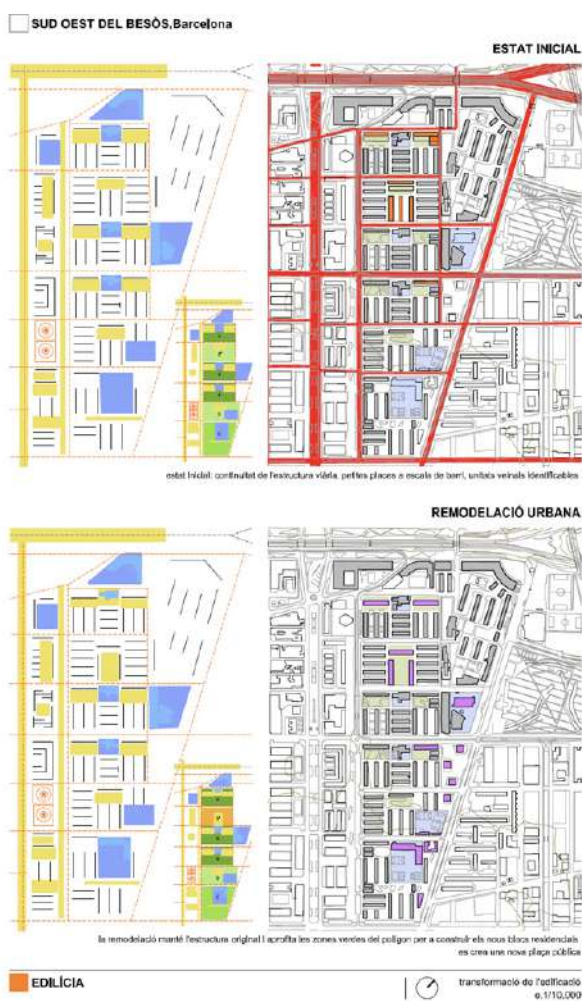 SUD OEST DEL BESÒS, Barcelona
ESTAT INICIAL
estat inicial: continuïtat de l'estructura viària, petites places a escala de barri, unitats veïnals identificables
REMODELACIÓ URBANA
la remodelació manté l'estructura original i aprofita les zones verdes del polígon per a construir els nous blocs residencials
es crea una nova plaça pública
EDILÍCIA
transformació de l'edificació
e.1/10.000